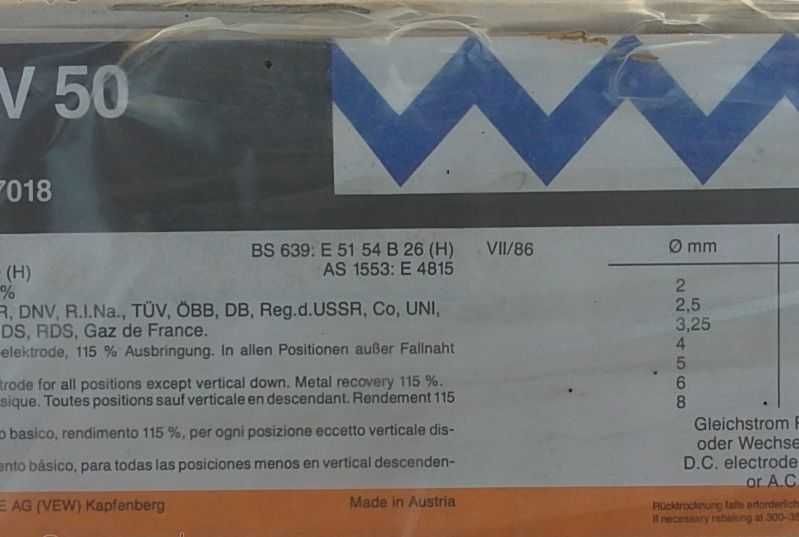 V 50
7018
BS 639: E 51 54 B 26 (H) VII/86
(H) AS 1553: E 4815
%
R, DNV, R.I.Na., TÜV, ÖBB, DB, Reg.d.USSR, Co, UNI,
DS, RDS, Gaz de France.
elektrode, 115 % Ausbringung. In allen Positionen außer Fallnaht
trode for all positions except vertical down. Metal recovery 115 %.
sique. Toutes positions sauf verticale en descendant. Rendement 115
o basico, rendimento 115 %, per ogni posizione eccetto verticale dis-
ento básico, para todas las posiciones menos en vertical descenden-
E AG (VEW) Kapfenberg
Made in Austria
Ø mm
2
2,5
3,25
4
5
6
8
Gleichstrom
oder Wechse
D.C. electrode
or A.C.
Rücktrocknung falls erforderlich
If necessary rebaking at 300-35